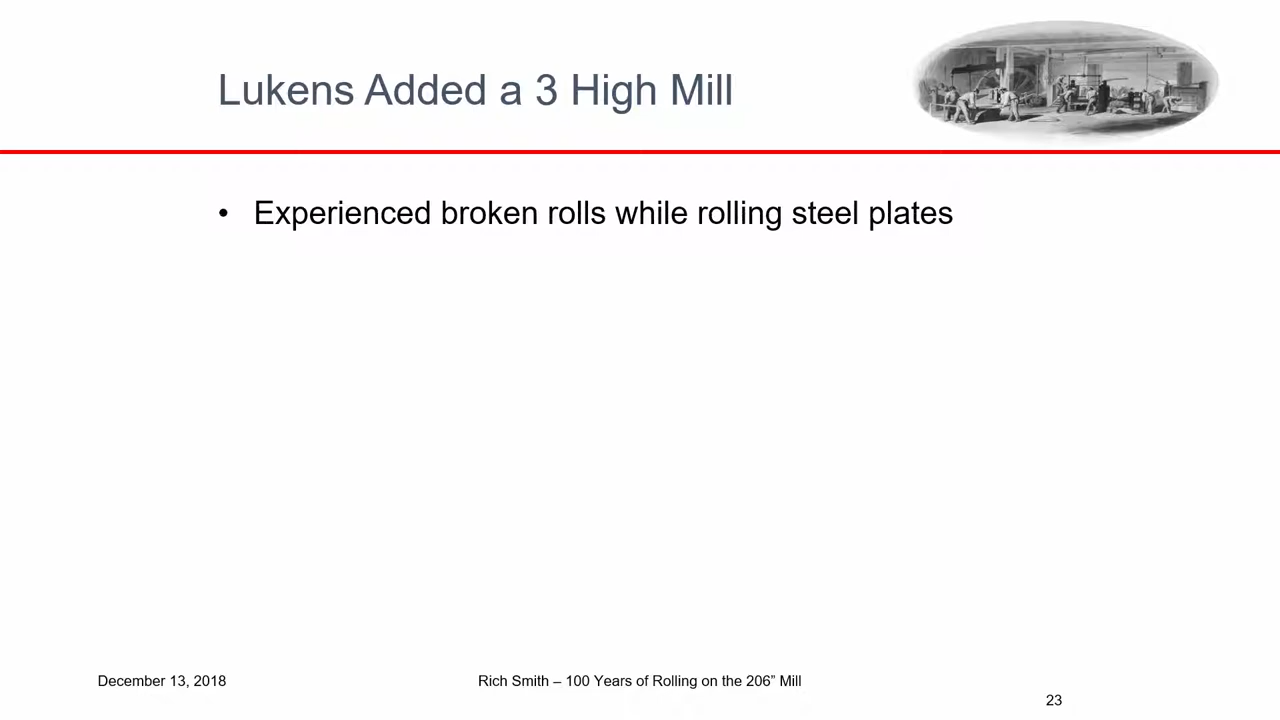 Lukens Added a 3 High Mill
• Experienced broken rolls while rolling steel plates
December 13, 2018
Rich Smith – 100 Years of Rolling on the 206” Mill
23